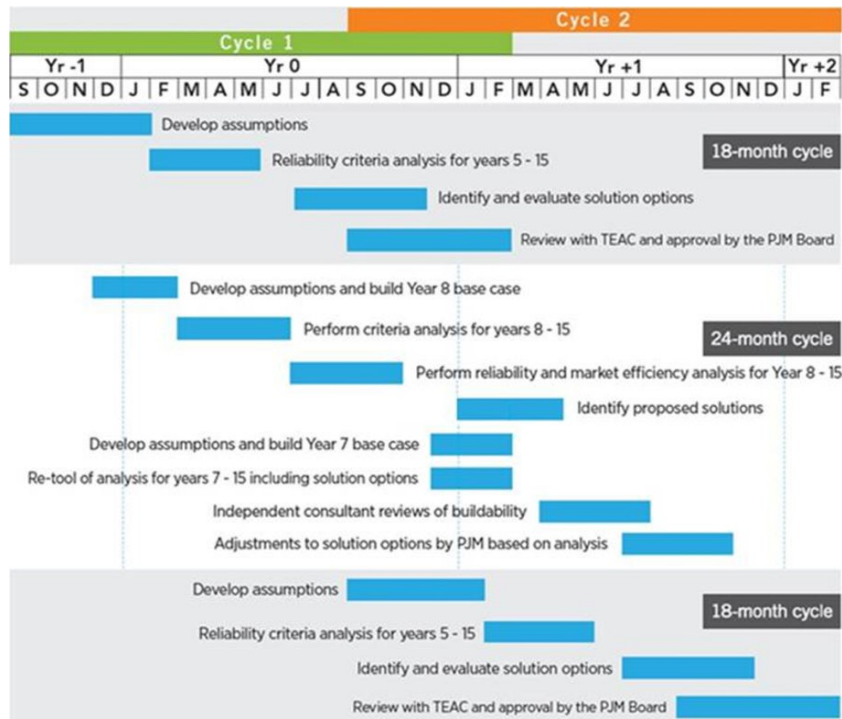 Cycle 2
Cycle 1
Yr -1 Yr 0 Yr +1 Yr +2
S O N D J F M A M J J A S O N D J F M A M J J A S O N D J F
Develop assumptions
18-month cycle
Reliability criteria analysis for years 5 - 15
Identify and evaluate solution options
Review with TEAC and approval by the PJM Board
Develop assumptions and build Year 8 base case
Perform criteria analysis for years 8 - 15
24-month cycle
Perform reliability and market efficiency analysis for Year 8 - 15
Identify proposed solutions
Develop assumptions and build Year 7 base case
Re-tool of analysis for years 7 - 15 including solution options
Independent consultant reviews of buildability
Adjustments to solution options by PJM based on analysis
Develop assumptions
18-month cycle
Reliability criteria analysis for years 5 - 15
Identify and evaluate solution options
Review with TEAC and approval by the PJM Board